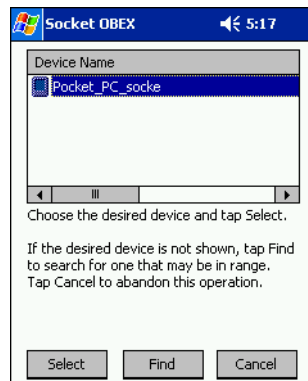 Socket OBEX 5:17
Device Name
Pocket_PC_socke
Choose the desired device and tap Select.
If the desired device is not shown, tap Find
to search for one that may be in range.
Tap Cancel to abandon this operation.
Select Find Cancel